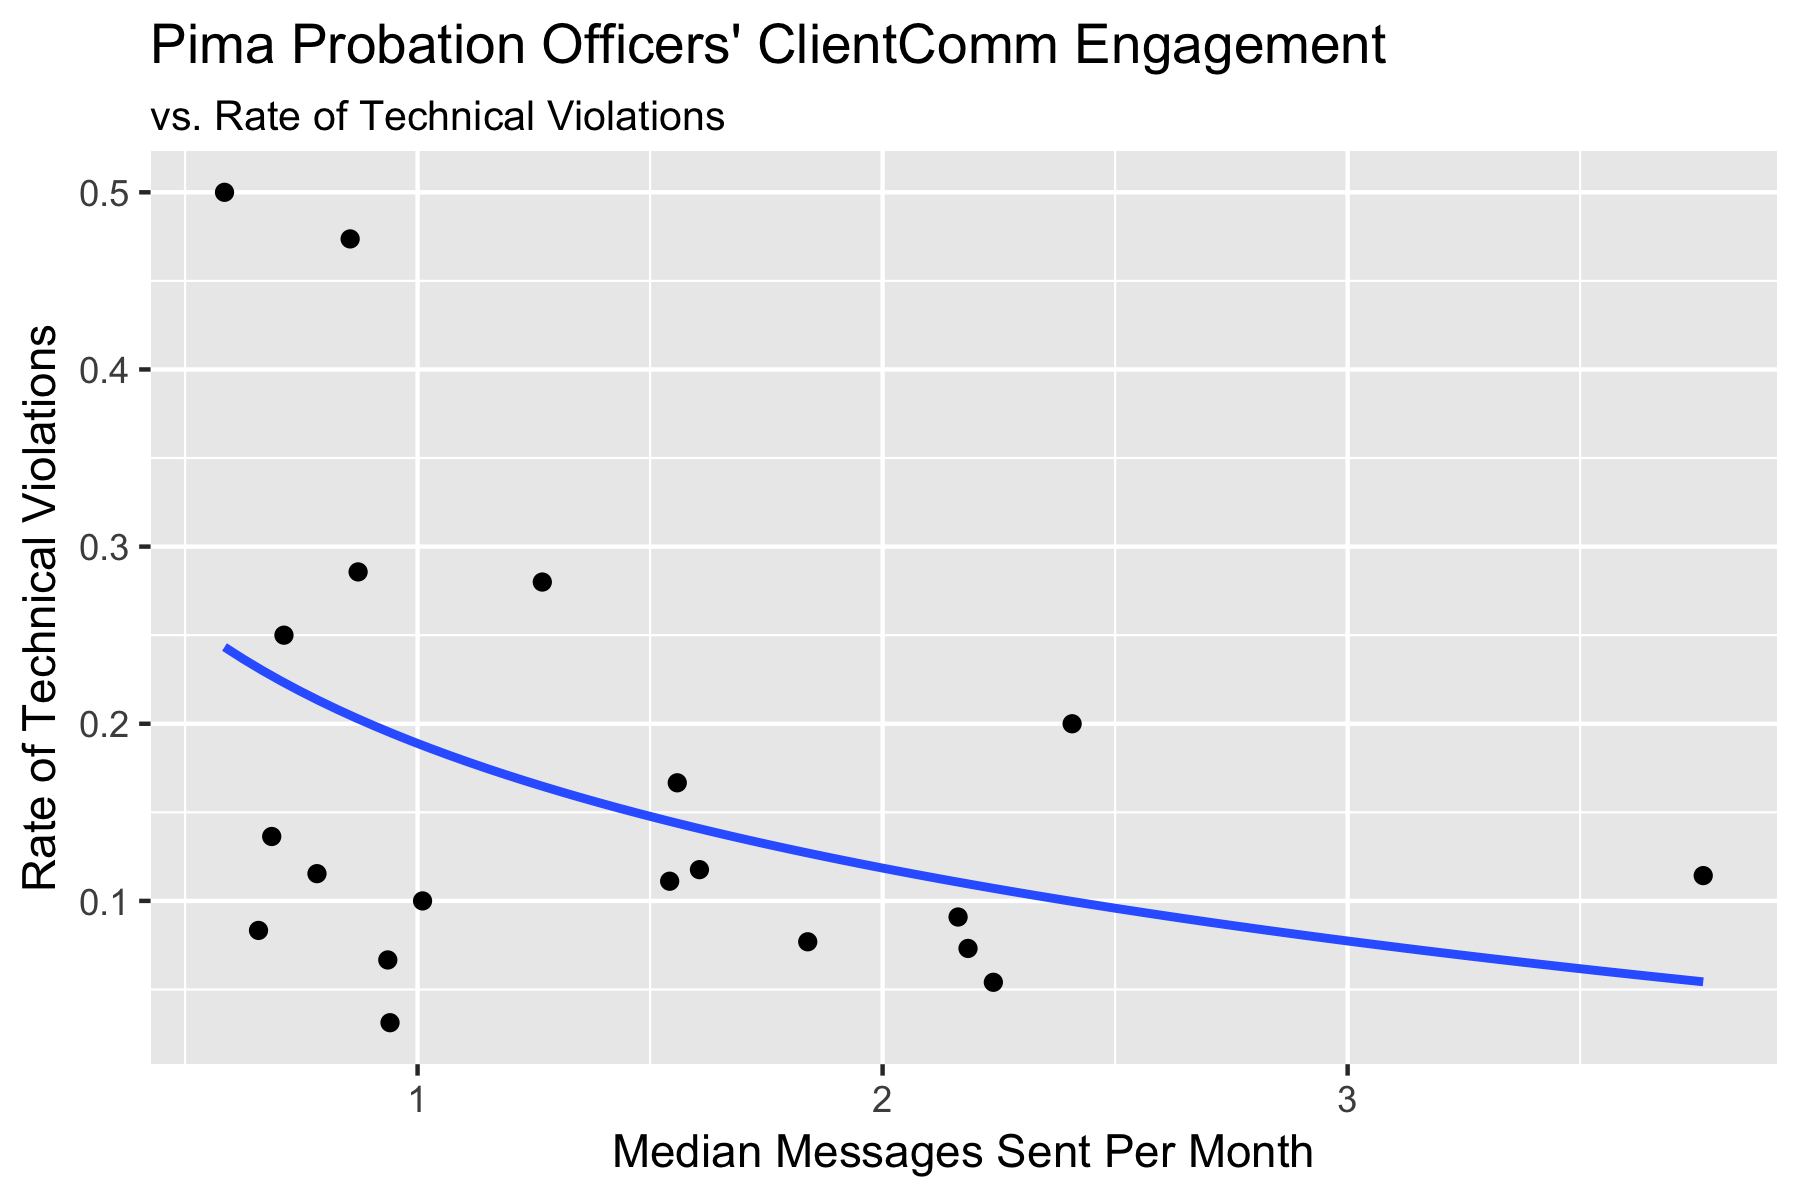 Pima Probation Officers' ClientComm Engagement
vs. Rate of Technical Violations
Rate of Technical Violations
0.5
0.4
0.3
0.2
0.1
1
2
3
Median Messages Sent Per Month